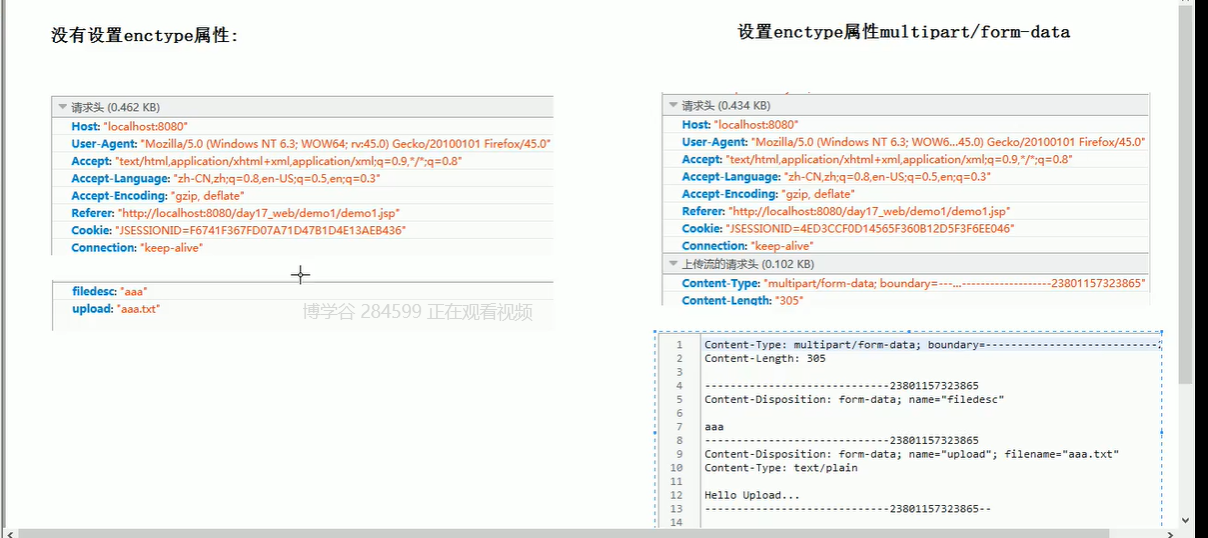 没有设置enctype属性:
请求头 (0.462 KB)
Host: "localhost:8080"
User-Agent: "Mozilla/5.0 (Windows NT 6.3; WOW64; rv:45.0) Gecko/20100101 Firefox/45.0"
Accept: "text/html,application/xhtml+xml,application/xml;q=0.9,*/*;q=0.8"
Accept-Language: "zh-CN,zh;q=0.8,en-US;q=0.5,en;q=0.3"
Accept-Encoding: "gzip, deflate"
Referer: "http://localhost:8080/day17_web/demo1/demo1.jsp"
Cookie: "JSESSIONID=F6741F367FD07A71D47B1D4E13AEB436"
Connection: "keep-alive"
filedesc: "aaa"
upload: "aaa.txt"
博学谷 284599 正在观看视频
设置enctype属性multipart/form-data
请求头 (0.434 KB)
Host: "localhost:8080"
User-Agent: "Mozilla/5.0 (Windows NT 6.3; WOW6...45.0) Gecko/20100101 Firefox/45.0"
Accept: "text/html,application/xhtml+xml,application/xml;q=0.9,*/*;q=0.8"
Accept-Language: "zh-CN,zh;q=0.8,en-US;q=0.5,en;q=0.3"
Accept-Encoding: "gzip, deflate"
Referer: "http://localhost:8080/day17_web/demo1/demo1.jsp"
Cookie: "JSESSIONID=4ED3CCF0D14565F360B12D5F3F6EE046"
Connection: "keep-alive"
上传流的请求头 (0.102 KB)
Content-Type: "multipart/form-data; boundary=---...-------------------23801157323865"
Content-Length: "305"
1 Content-Type: multipart/form-data; boundary=---------------------------2
2 Content-Length: 305
3
4 -----------------------------23801157323865
5 Content-Disposition: form-data; name="filedesc"
6
7 aaa
8 -----------------------------23801157323865
9 Content-Disposition: form-data; name="upload"; filename="aaa.txt"
10 Content-Type: text/plain
11
12 Hello Upload...
13 -----------------------------23801157323865--
14